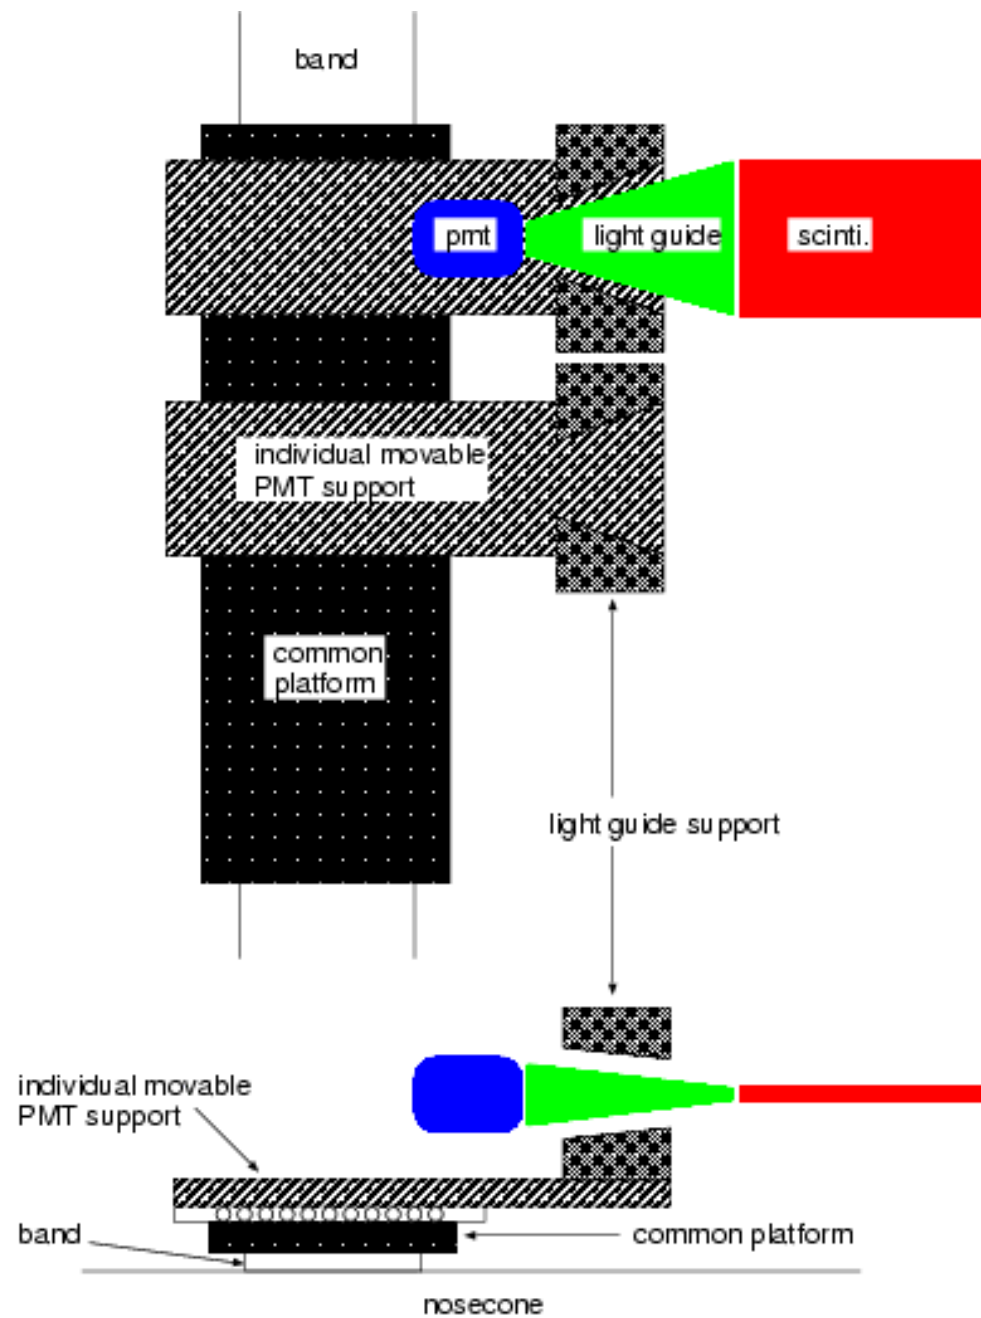 band
pmt
light guide
scinti.
individual movable
PMT support
common
platform
light guide support
individual movable
PMT support
band
common platform
nosecone